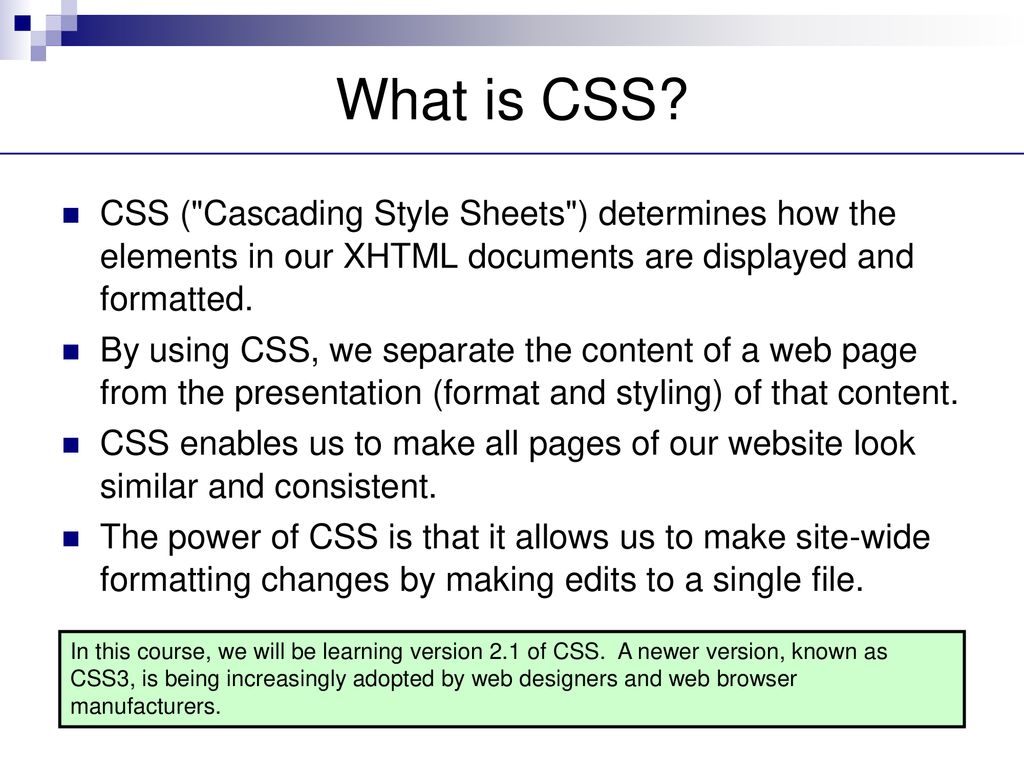 What is CSS?
CSS ("Cascading Style Sheets") determines how the
elements in our XHTML documents are displayed and
formatted.
By using CSS, we separate the content of a web page
from the presentation (format and styling) of that content.
CSS enables us to make all pages of our website look
similar and consistent.
The power of CSS is that it allows us to make site-wide
formatting changes by making edits to a single file.
In this course, we will be learning version 2.1 of CSS.  A newer version, known as
CSS3, is being increasingly adopted by web designers and web browser
manufacturers.